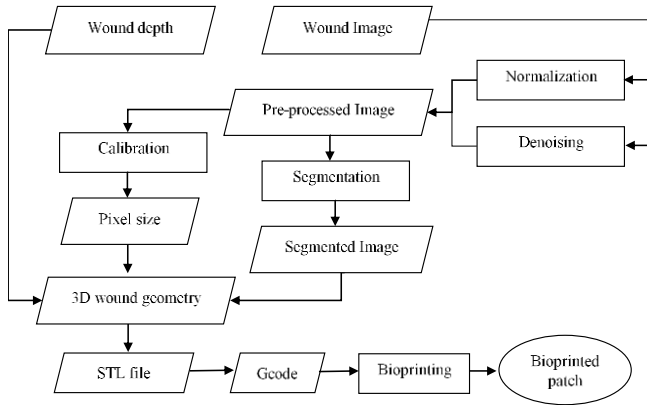 Wound depth
Wound Image
Normalization
Pre-processed Image
Denoising
Calibration
Segmentation
Pixel size
Segmented Image
3D wound geometry
STL file
Gcode
Bioprinting
Bioprinted
patch